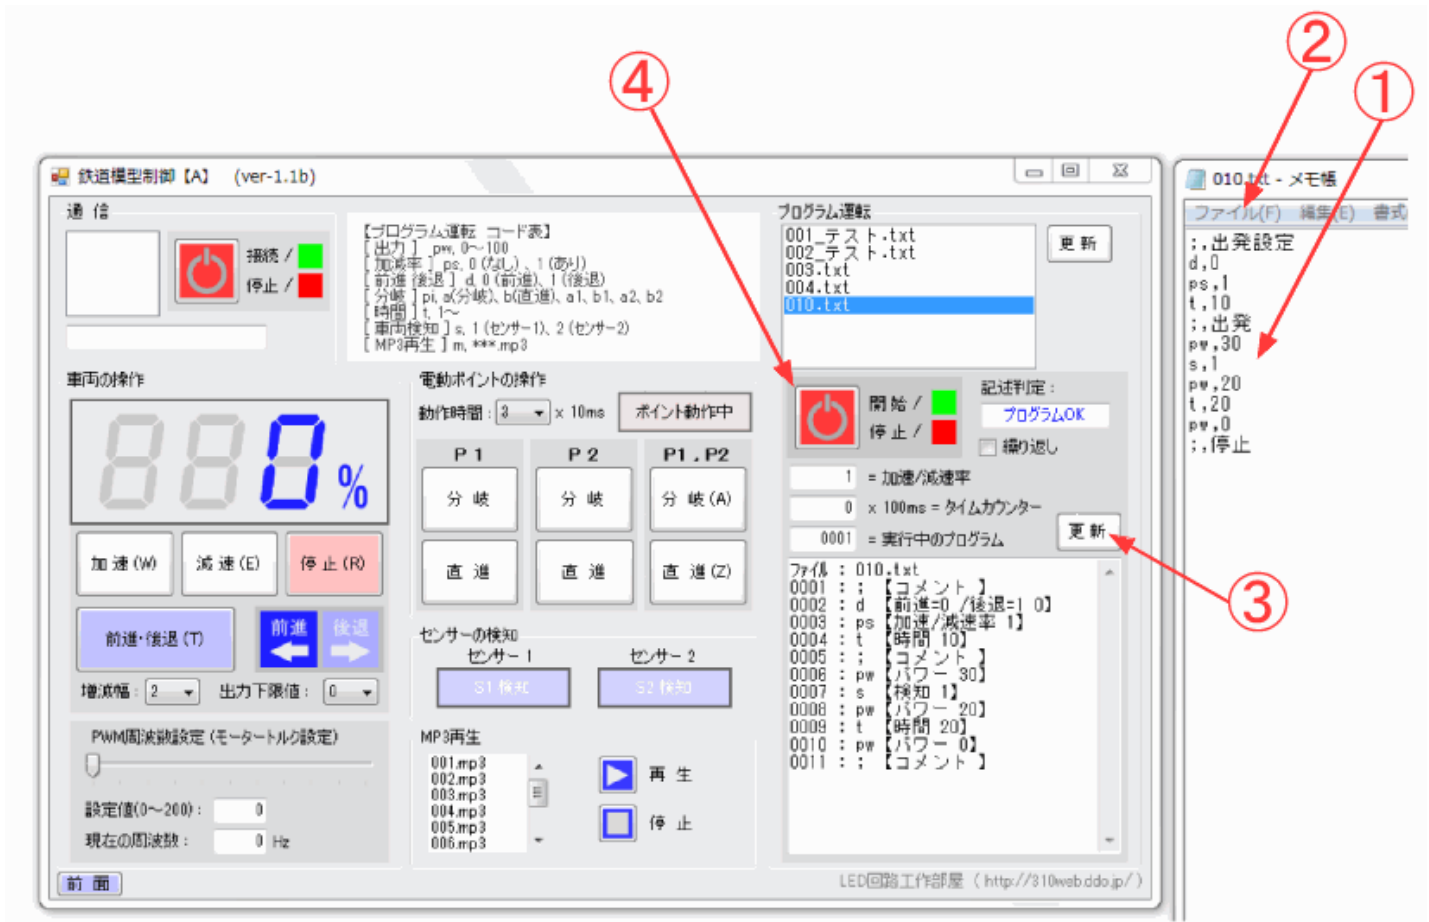 ②
①
④
鉄道模型制御【A】 (ver-1.1b)
通 信
接続 /
停止 /
【プログラム運転 コード表】
[ 出力 ] pw, 0～100
[ 加減率 ] ps, 0 (なし) 、1 (あり)
[ 前進 後退 ] d, 0 (前進)、1 (後退)
[ 分岐 ] pi, a(分岐)、b(直進)、a1, b1, a2, b2
[ 時間 ] t, 1～
[ 車両検知 ] s, 1 (センサー1)、2 (センサー2)
[ MP3再生 ] m, ***.mp3
プログラム運転
001_テスト.txt
002_テスト.txt
003.txt
004.txt
010.txt
更 新
車両の操作
0%
加 速 (W)
減 速 (E)
停 止 (R)
前進・後退 (T)
前進
後退
増減幅 : 2
出力下限値 : 0
PWM周波数設定 (モータートルク設定)
設定値(0～200) : 0
現在の周波数 : 0 Hz
前 面
電動ポイントの操作
動作時間 : 3 x 10ms
ポイント動作中
P 1
P 2
P1 , P2
分 岐
分 岐
分 岐 (A)
直 進
直 進
直 進 (Z)
センサーの検知
センサー 1
センサー 2
S1 検知
S2 検知
MP3再生
001.mp3
002.mp3
003.mp3
004.mp3
005.mp3
006.mp3
再 生
停 止
開 始 /
停 止 /
記述判定 :
プログラムOK
繰り返し
1 = 加速/減速率
0 x 100ms = タイムカウンター
0001 = 実行中のプログラム
更 新
③
ファイル : 010.txt
0001 : ; 【コメント 】
0002 : d 【前進=0 /後退=1 0】
0003 : ps 【加速/減速率 1】
0004 : t 【時間 10】
0005 : ; 【コメント 】
0006 : pw 【パワー 30】
0007 : s 【検知 1】
0008 : pw 【パワー 20】
0009 : t 【時間 20】
0010 : pw 【パワー 0】
0011 : ; 【コメント 】
LED回路工作部屋 ( http://310web.ddo.jp/ )
010.txt - メモ帳
ファイル(F) 編集(E) 書式
;,出発設定
d,0
ps,1
t,10
;,出発
pw,30
s,1
pw,20
t,20
pw,0
;,停止